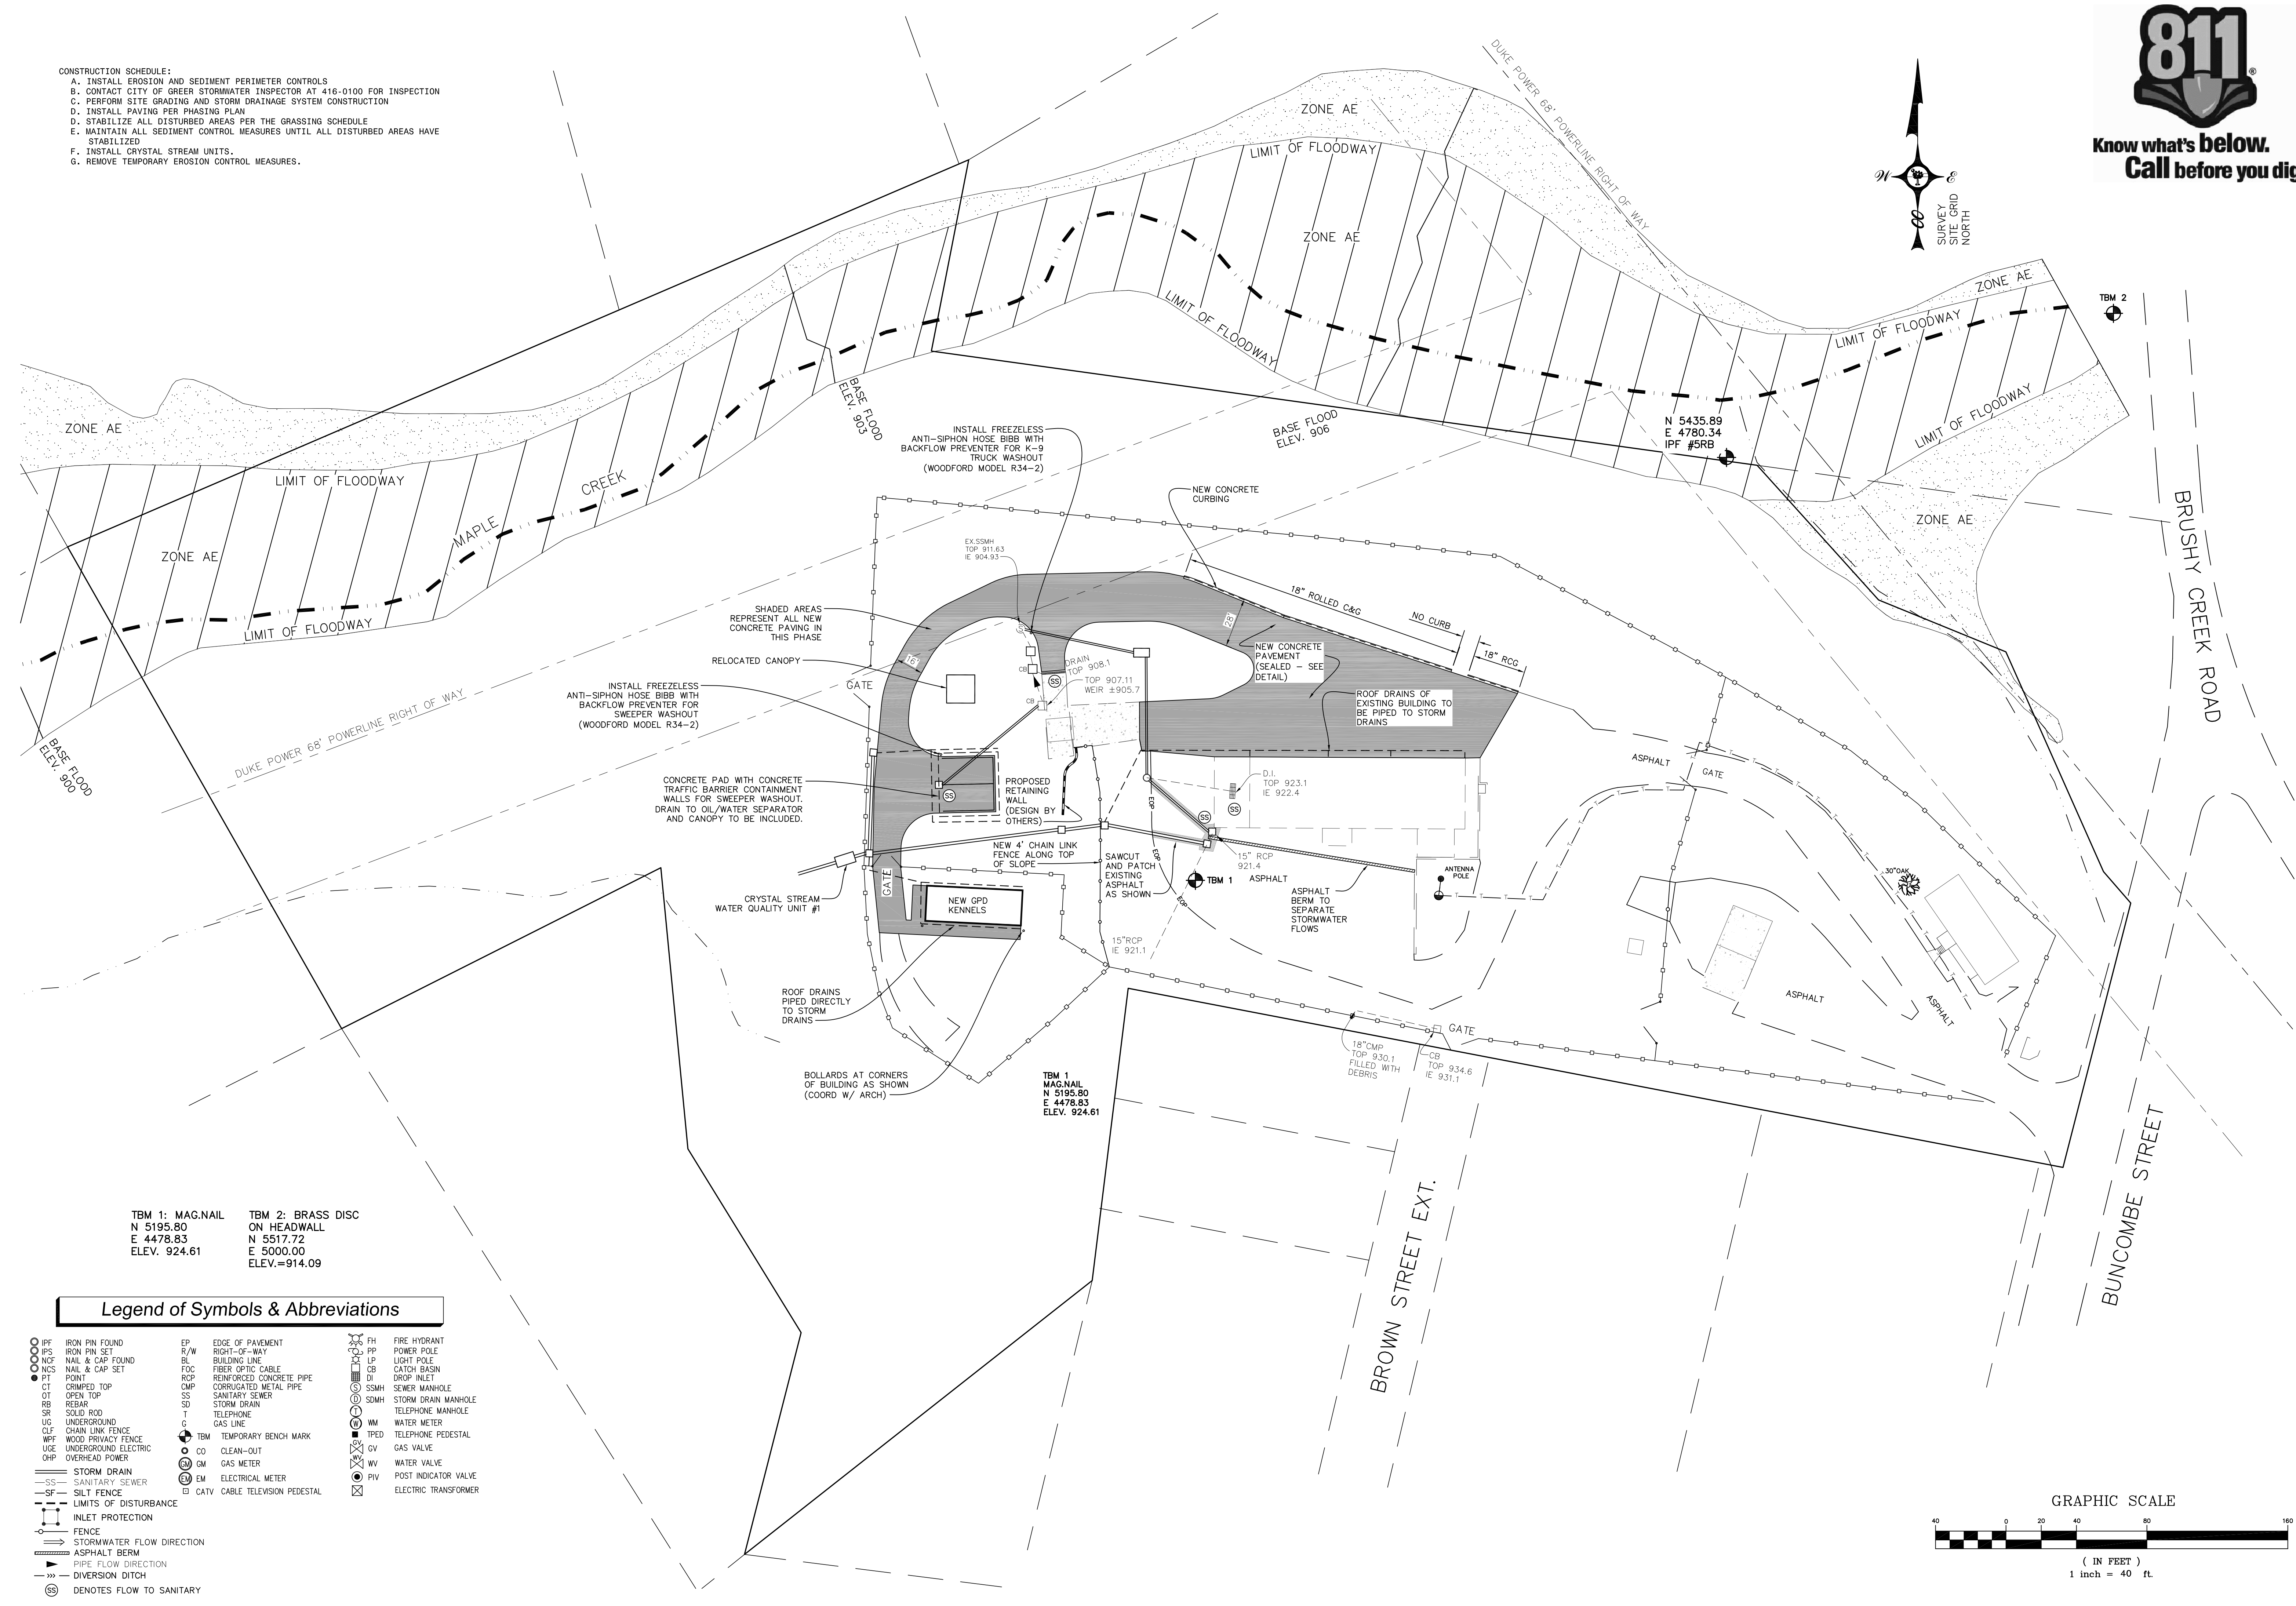 CONSTRUCTION SCHEDULE:
A. INSTALL EROSION AND SEDIMENT PERIMETER CONTROLS
B. CONTACT CITY OF GREER STORMWATER INSPECTOR AT 416-0100 FOR INSPECTION
C. PERFORM SITE GRADING AND STORM DRAINAGE SYSTEM CONSTRUCTION
D. INSTALL PAVING PER PHASING PLAN
D. STABILIZE ALL DISTURBED AREAS PER THE GRASSING SCHEDULE
E. MAINTAIN ALL SEDIMENT CONTROL MEASURES UNTIL ALL DISTURBED AREAS HAVE
STABILIZED
F. INSTALL CRYSTAL STREAM UNITS.
G. REMOVE TEMPORARY EROSION CONTROL MEASURES.
811®
Know what's below.
Call before you dig
W
E
SURVEY
SITE GRID
NORTH
DUKE POWER 68' POWERLINE RIGHT OF WAY
ZONE AE
LIMIT OF FLOODWAY
ZONE AE
LIMIT OF FLOODWAY
ZONE AE
LIMIT OF FLOODWAY
TBM 2
LIMIT OF FLOODWAY
ZONE AE
BRUSHY CREEK ROAD
N 5435.89
E 4780.34
IPF #5RB
BASE FLOOD
ELEV. 906
BASE FLOOD
ELEV. 903
ZONE AE
LIMIT OF FLOODWAY
ZONE AE
MAPLE
CREEK
LIMIT OF FLOODWAY
DUKE POWER 68' POWERLINE RIGHT OF WAY
BASE FLOOD
ELEV. 900
INSTALL FREEZELESS
ANTI-SIPHON HOSE BIBB WITH
BACKFLOW PREVENTER FOR K-9
TRUCK WASHOUT
(WOODFORD MODEL R34-2)
NEW CONCRETE
CURBING
EX.SSMH
TOP 911.63
IE 904.93
18" ROLLED C&G
NO CURB
18" RCG
28'
SHADED AREAS
REPRESENT ALL NEW
CONCRETE PAVING IN
THIS PHASE
16'
RELOCATED CANOPY
GATE
CB
DRAIN
TOP 908.1
SS
TOP 907.11
WEIR ±905.7
CB
NEW CONCRETE
PAVEMENT
(SEALED - SEE
DETAIL)
ROOF DRAINS OF
EXISTING BUILDING TO
BE PIPED TO STORM
DRAINS
INSTALL FREEZELESS
ANTI-SIPHON HOSE BIBB WITH
BACKFLOW PREVENTER FOR
SWEEPER WASHOUT
(WOODFORD MODEL R34-2)
CONCRETE PAD WITH CONCRETE
TRAFFIC BARRIER CONTAINMENT
WALLS FOR SWEEPER WASHOUT.
DRAIN TO OIL/WATER SEPARATOR
AND CANOPY TO BE INCLUDED.
SS
PROPOSED
RETAINING
WALL
(DESIGN BY
OTHERS)
EOP
D.I.
TOP 923.1
IE 922.4
SS
SS
ASPHALT
GATE
NEW 4' CHAIN LINK
FENCE ALONG TOP
OF SLOPE
SAWCUT
AND PATCH
EXISTING
ASPHALT
AS SHOWN
EOP
15" RCP
921.4
TBM 1
ASPHALT
EOP
ASPHALT
BERM TO
SEPARATE
STORMWATER
FLOWS
ANTENNA
POLE
30"OAK
CRYSTAL STREAM
WATER QUALITY UNIT #1
GATE
NEW GPD
KENNELS
15"RCP
IE 921.1
ROOF DRAINS
PIPED DIRECTLY
TO STORM
DRAINS
ASPHALT
ASPHALT
GATE
18"CMP
TOP 930.1
FILLED WITH
DEBRIS
CB
TOP 934.6
IE 931.1
BOLLARDS AT CORNERS
OF BUILDING AS SHOWN
(COORD W/ ARCH)
TBM 1
MAG.NAIL
N 5195.80
E 4478.83
ELEV. 924.61
BROWN STREET EXT.
BUNCOMBE STREET
TBM 1: MAG.NAIL
N 5195.80
E 4478.83
ELEV. 924.61
TBM 2: BRASS DISC
ON HEADWALL
N 5517.72
E 5000.00
ELEV.=914.09
Legend of Symbols & Abbreviations
IPF IRON PIN FOUND
IPS IRON PIN SET
NCF NAIL & CAP FOUND
NCS NAIL & CAP SET
PT POINT
CT CRIMPED TOP
OT OPEN TOP
RB REBAR
SR SOLID ROD
UG UNDERGROUND
CLF CHAIN LINK FENCE
WPF WOOD PRIVACY FENCE
UGE UNDERGROUND ELECTRIC
OHP OVERHEAD POWER
STORM DRAIN
SS SANITARY SEWER
SF SILT FENCE
LIMITS OF DISTURBANCE
INLET PROTECTION
FENCE
STORMWATER FLOW DIRECTION
ASPHALT BERM
PIPE FLOW DIRECTION
DIVERSION DITCH
SS DENOTES FLOW TO SANITARY
EP EDGE OF PAVEMENT
R/W RIGHT-OF-WAY
BL BUILDING LINE
FOC FIBER OPTIC CABLE
RCP REINFORCED CONCRETE PIPE
CMP CORRUGATED METAL PIPE
SS SANITARY SEWER
SD STORM DRAIN
T TELEPHONE
G GAS LINE
TBM TEMPORARY BENCH MARK
CO CLEAN-OUT
GM GM GAS METER
EM EM ELECTRICAL METER
CATV CABLE TELEVISION PEDESTAL
FH FIRE HYDRANT
PP POWER POLE
LP LIGHT POLE
CB CATCH BASIN
DI DROP INLET
S SSMH SEWER MANHOLE
D SDMH STORM DRAIN MANHOLE
T TELEPHONE MANHOLE
W WM WATER METER
TPED TELEPHONE PEDESTAL
GV GV GAS VALVE
WV WV WATER VALVE
PIV POST INDICATOR VALVE
ELECTRIC TRANSFORMER
GRAPHIC SCALE
40 0 20 40 80 160
( IN FEET )
1 inch = 40 ft.